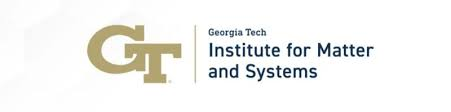 GT
Georgia Tech
Institute for Matter
and Systems